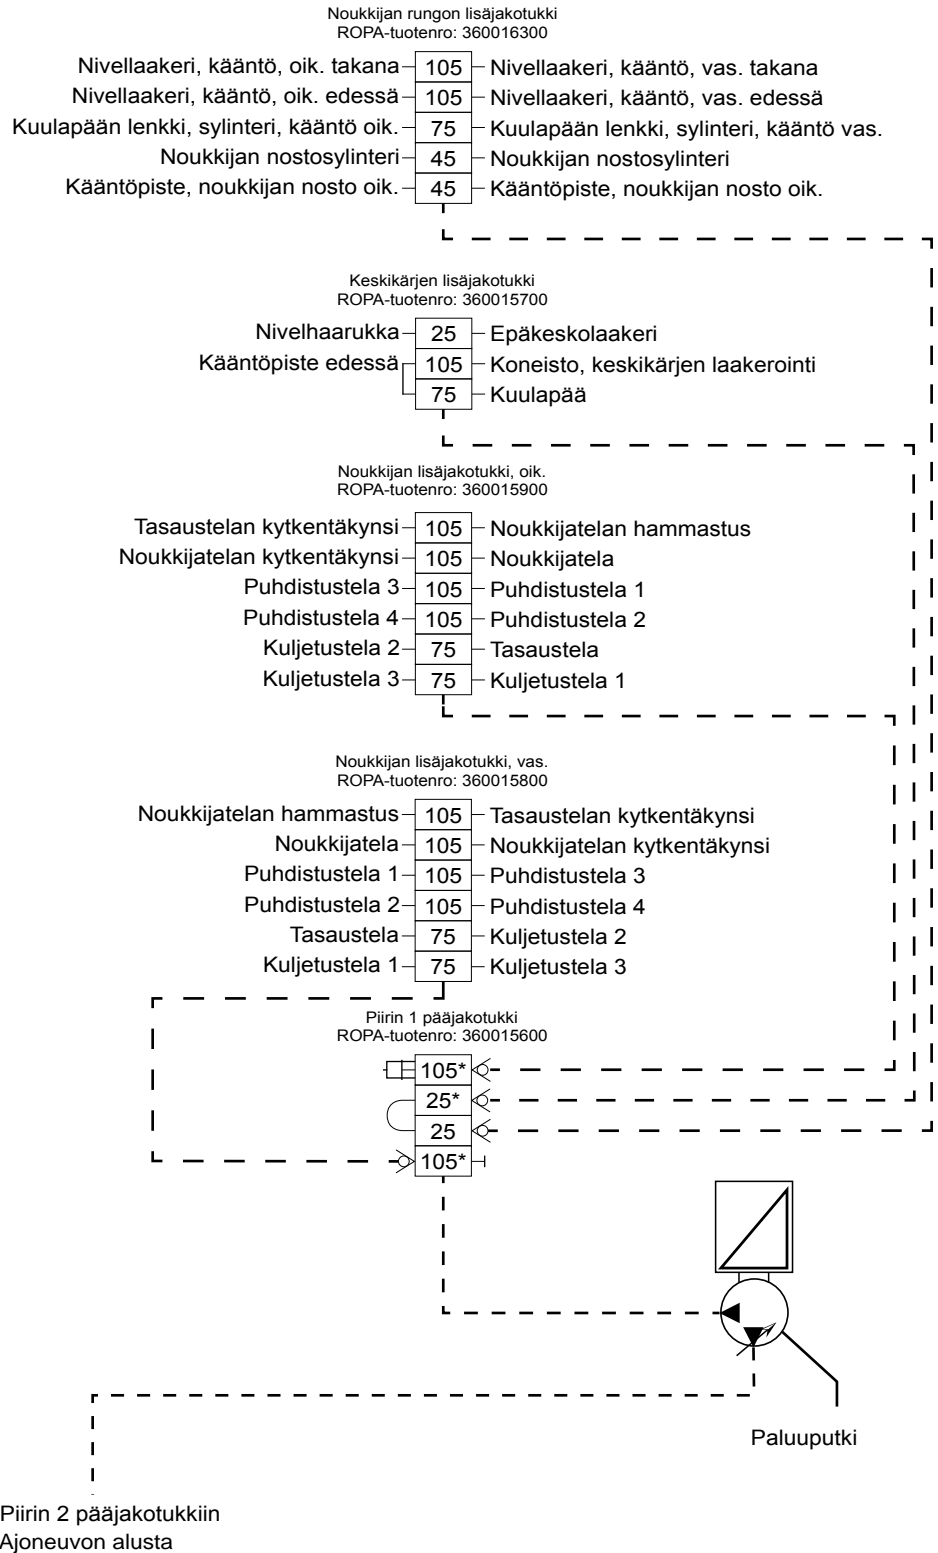 Noukkijan rungon lisäjakotukki
ROPA-tuotenro: 360016300
Nivellaakeri, kääntö, oik. takana 105 Nivellaakeri, kääntö, vas. takana
Nivellaakeri, kääntö, oik. edessä 105 Nivellaakeri, kääntö, vas. edessä
Kuulapään lenkki, sylinteri, kääntö oik. 75 Kuulapään lenkki, sylinteri, kääntö vas.
Noukkijan nostosylinteri 45 Noukkijan nostosylinteri
Kääntöpiste, noukkijan nosto oik. 45 Kääntöpiste, noukkijan nosto oik.
Keskikärjen lisäjakotukki
ROPA-tuotenro: 360015700
Nivelhaarukka 25 Epäkeskolaakeri
Kääntöpiste edessä 105 Koneisto, keskikärjen laakerointi
75 Kuulapää
Noukkijan lisäjakotukki, oik.
ROPA-tuotenro: 360015900
Tasaustelan kytkentäkynsi 105 Noukkijatelan hammastus
Noukkijatelan kytkentäkynsi 105 Noukkijatela
Puhdistustela 3 105 Puhdistustela 1
Puhdistustela 4 105 Puhdistustela 2
Kuljetustela 2 75 Tasaustela
Kuljetustela 3 75 Kuljetustela 1
Noukkijan lisäjakotukki, vas.
ROPA-tuotenro: 360015800
Noukkijatelan hammastus 105 Tasaustelan kytkentäkynsi
Noukkijatela 105 Noukkijatelan kytkentäkynsi
Puhdistustela 1 105 Puhdistustela 3
Puhdistustela 2 105 Puhdistustela 4
Tasaustela 75 Kuljetustela 2
Kuljetustela 1 75 Kuljetustela 3
Piirin 1 pääjakotukki
ROPA-tuotenro: 360015600
105*
25*
25
105*
Paluuputki
Piirin 2 pääjakotukkiin
Ajoneuvon alusta